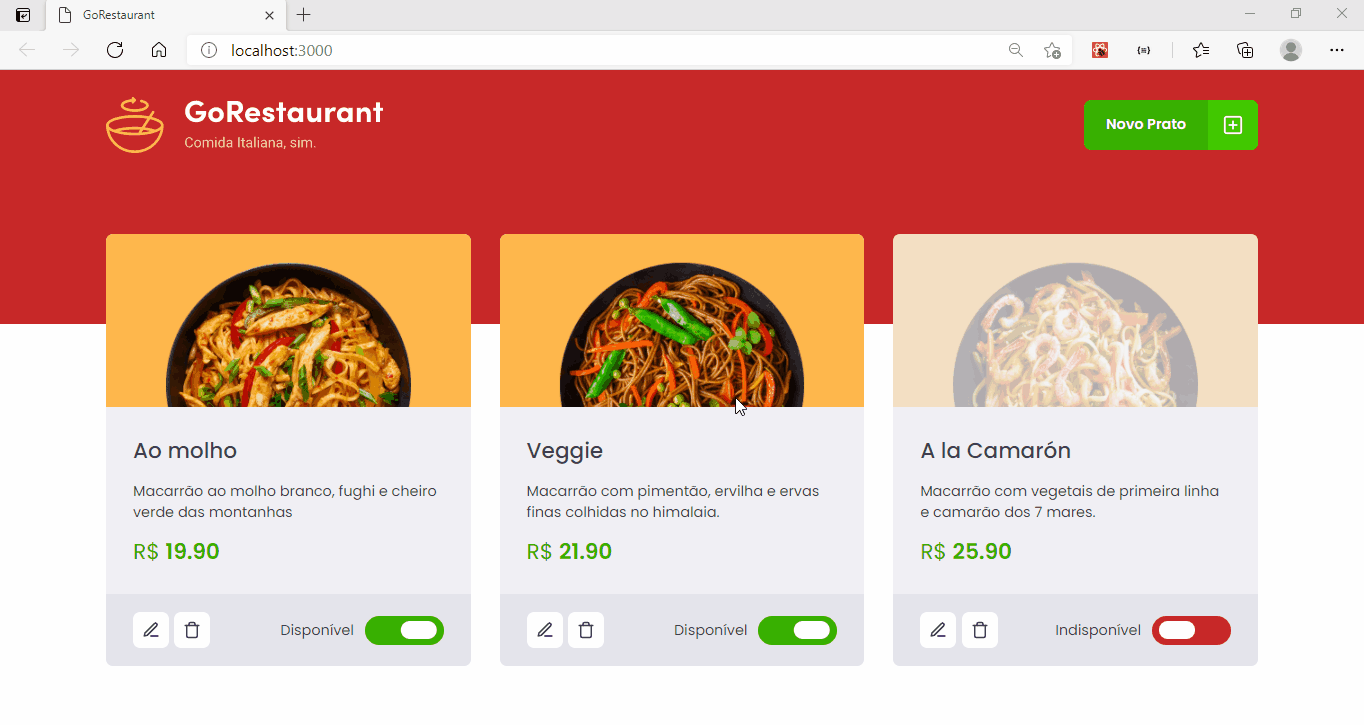 GoRestaurant
localhost:3000
GoRestaurant
Comida Italiana, sim.
Novo Prato
Ao molho
Macarrão ao molho branco, fughi e cheiro
verde das montanhas
R$ 19.90
Disponível
Veggie
Macarrão com pimentão, ervilha e ervas
finas colhidas no himalaia.
R$ 21.90
Disponível
A la Camarón
Macarrão com vegetais de primeira linha
e camarão dos 7 mares.
R$ 25.90
Indisponível